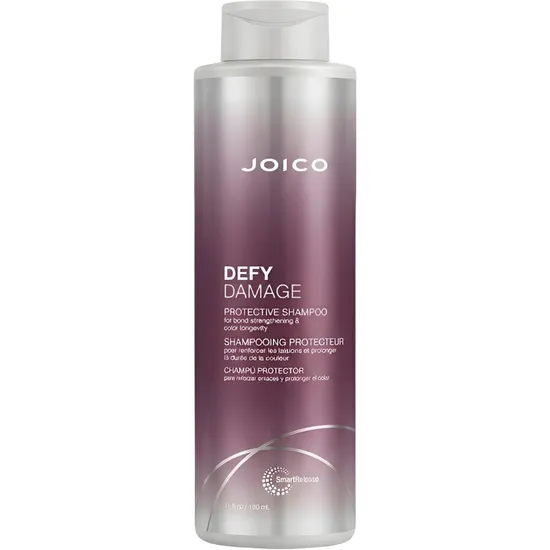 JOICO
DEFY
DAMAGE
PROTECTIVE SHAMPOO
for bond strengthening &
color longevity
SHAMPOOING PROTECTEUR
pour renforcer les liaisons et prolonger
la durée de la couleur
CHAMPÚ PROTECTOR
para reforzar enlaces y prolongar el color
SmartRelease